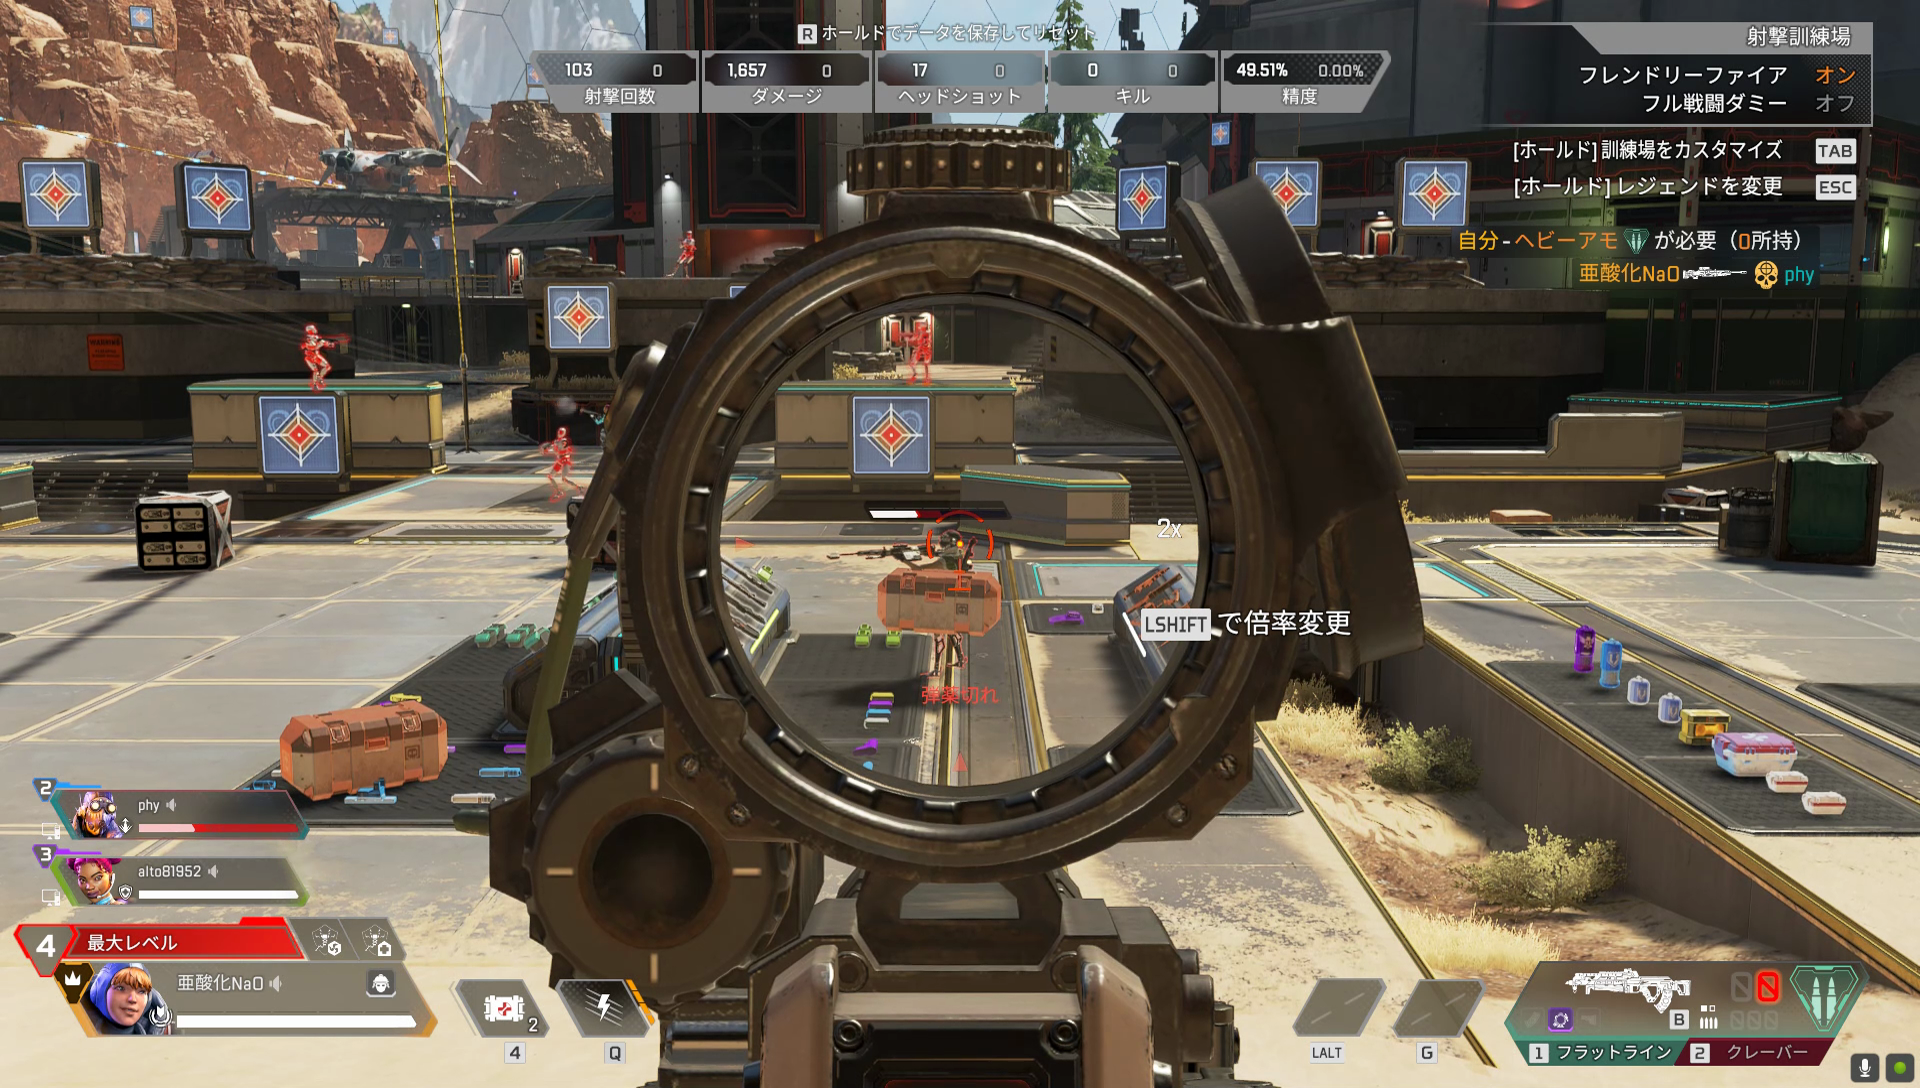 R ホールドでデータを保存してリセット
103 0
射撃回数
1,657 0
ダメージ
17 0
ヘッドショット
0 0
キル
49.51% 0.00%
精度
射撃訓練場
フレンドリーファイア オン
フル戦闘ダミー オフ
[ホールド]訓練場をカスタマイズ TAB
[ホールド]レジェンドを変更 ESC
自分-ヘビーアモ が必要（0所持）
亜酸化NaO phy
2x
LSHIFT で倍率変更
弾薬切れ
2
phy
3
alto81952
4 最大レベル
亜酸化NaO
2
4
Q
LALT
G
0 0
B
000
1 フラットライン
2 クレーバー